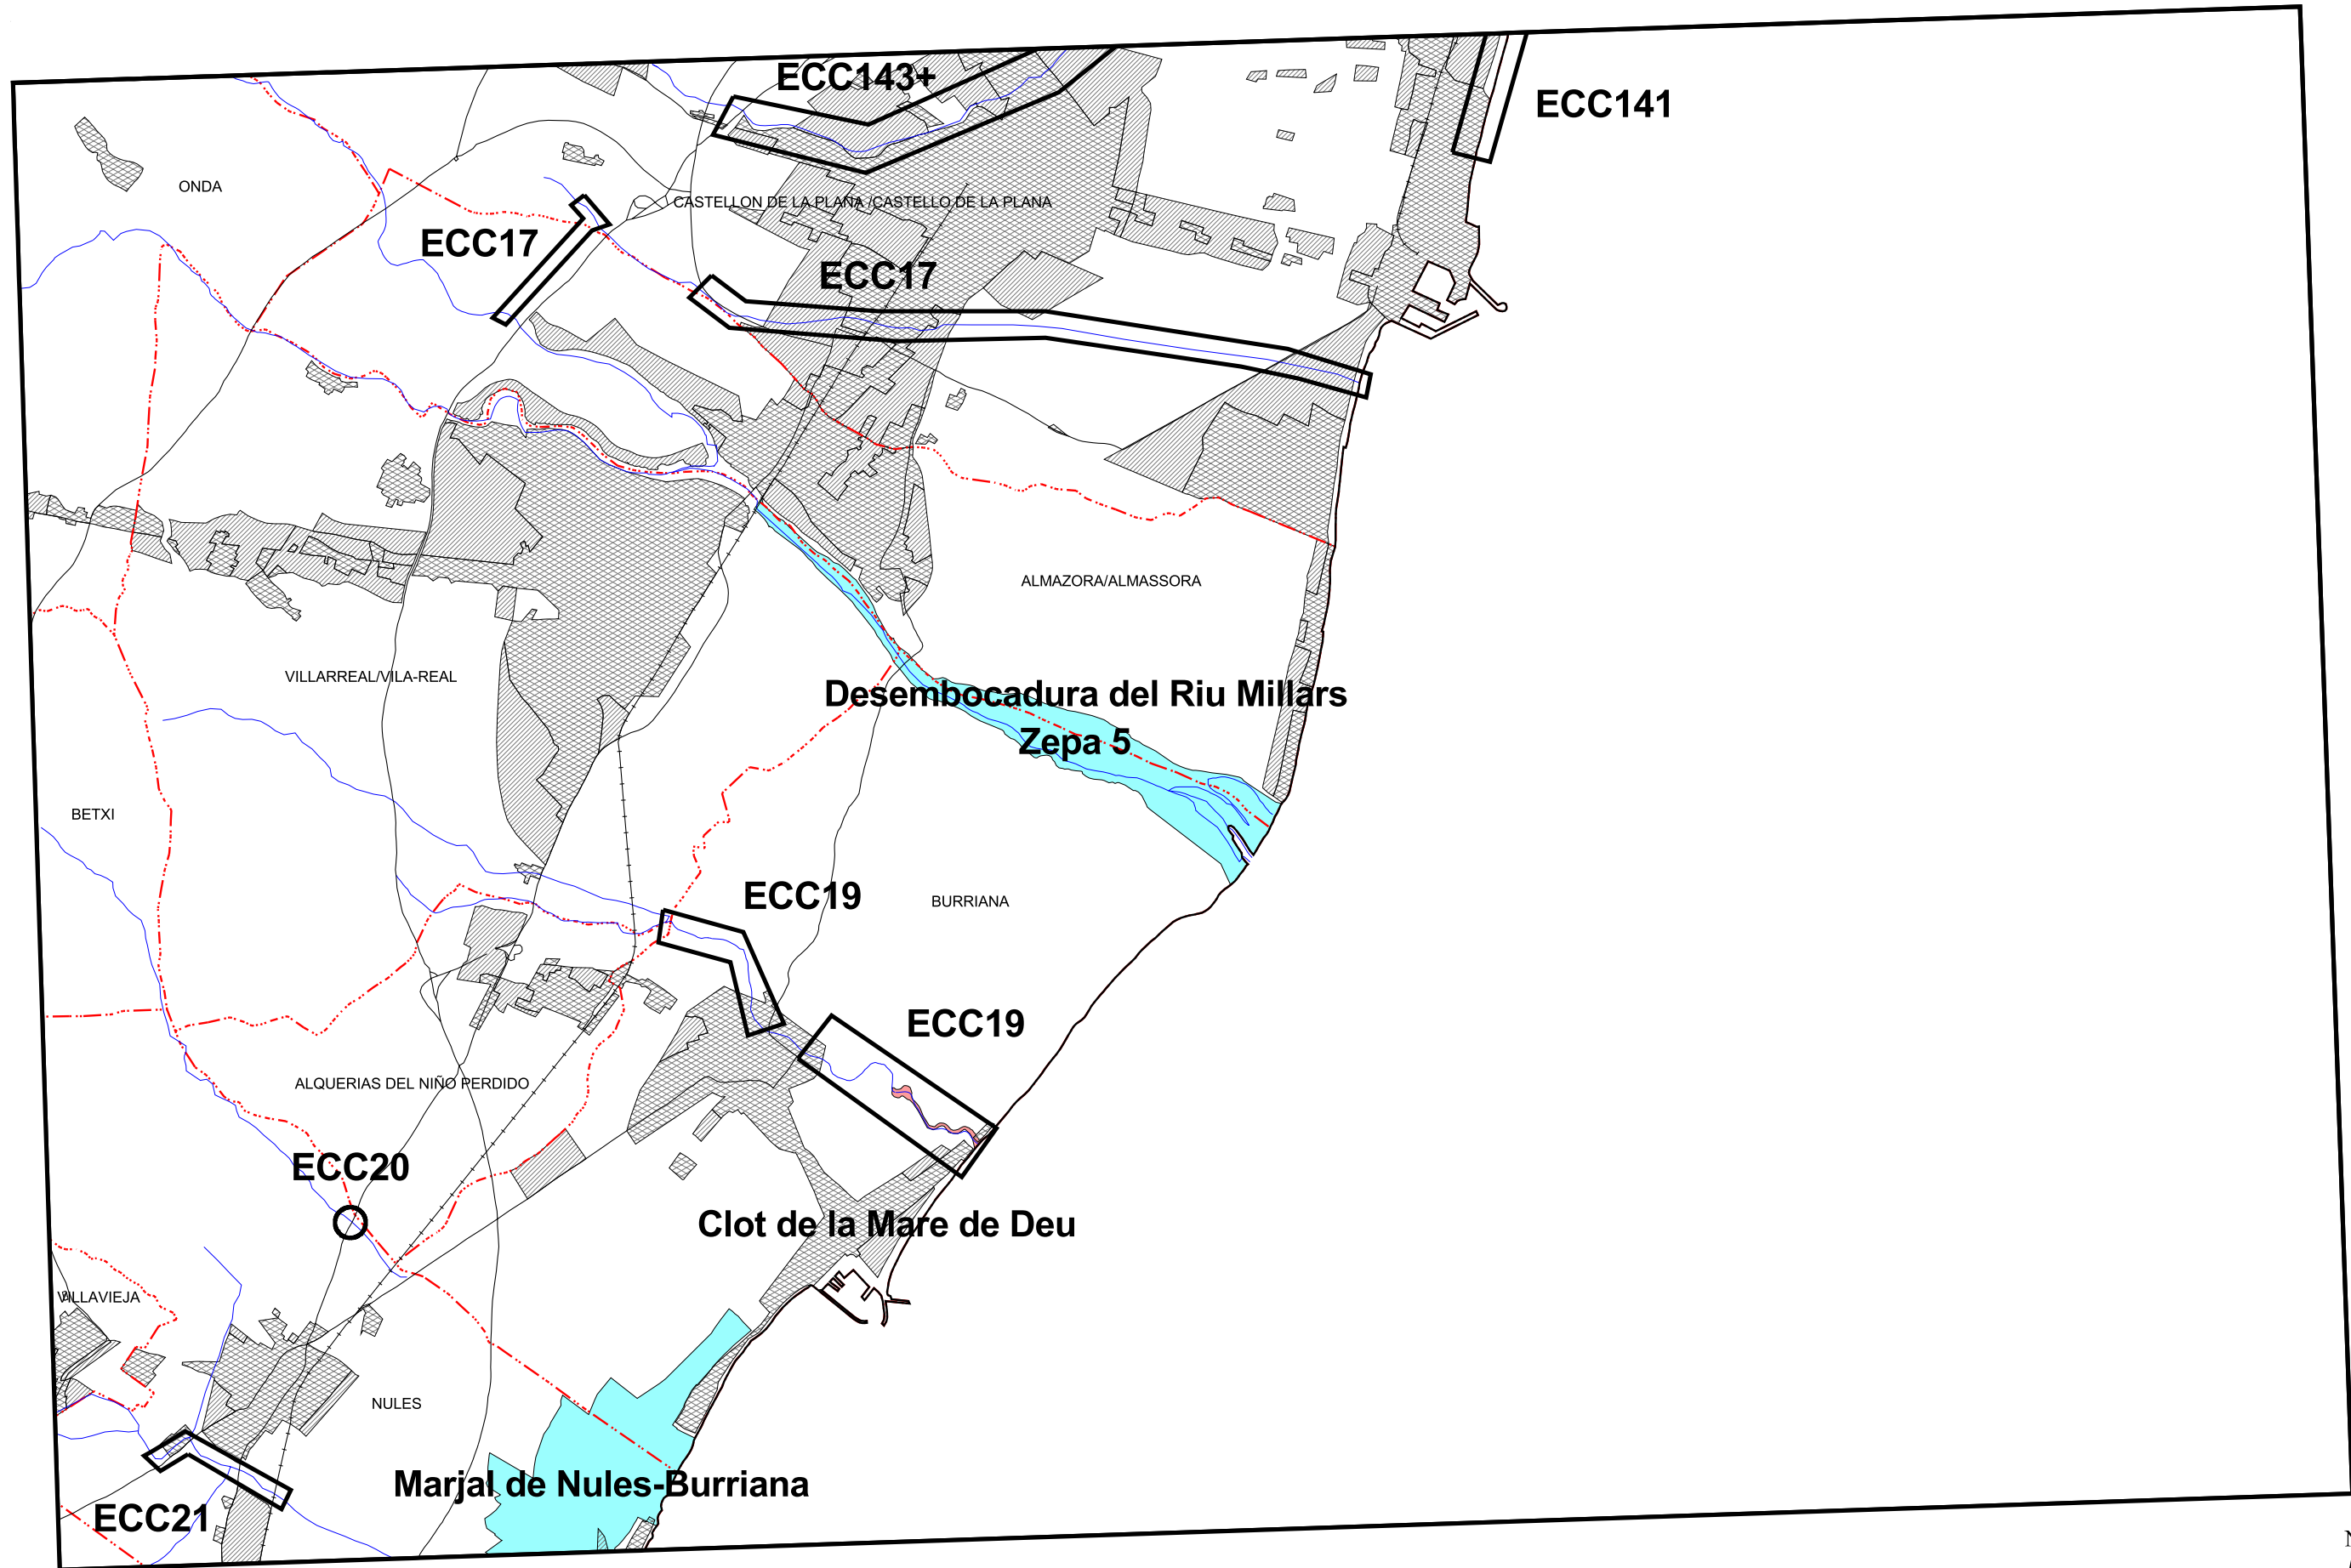 ECC143+
ECC141
ONDA
CASTELLON DE LA PLANA /CASTELLO DE LA PLANA
ECC17
ECC17
ALMAZORA/ALMASSORA
VILLARREAL/VILA-REAL
Desembocadura del Riu Millars
Zepa 5
BETXI
ECC19
BURRIANA
ECC19
ALQUERIAS DEL NIÑO PERDIDO
ECC20
Clot de la Mare de Deu
VILLAVIEJA
NULES
Marjal de Nules-Burriana
ECC21